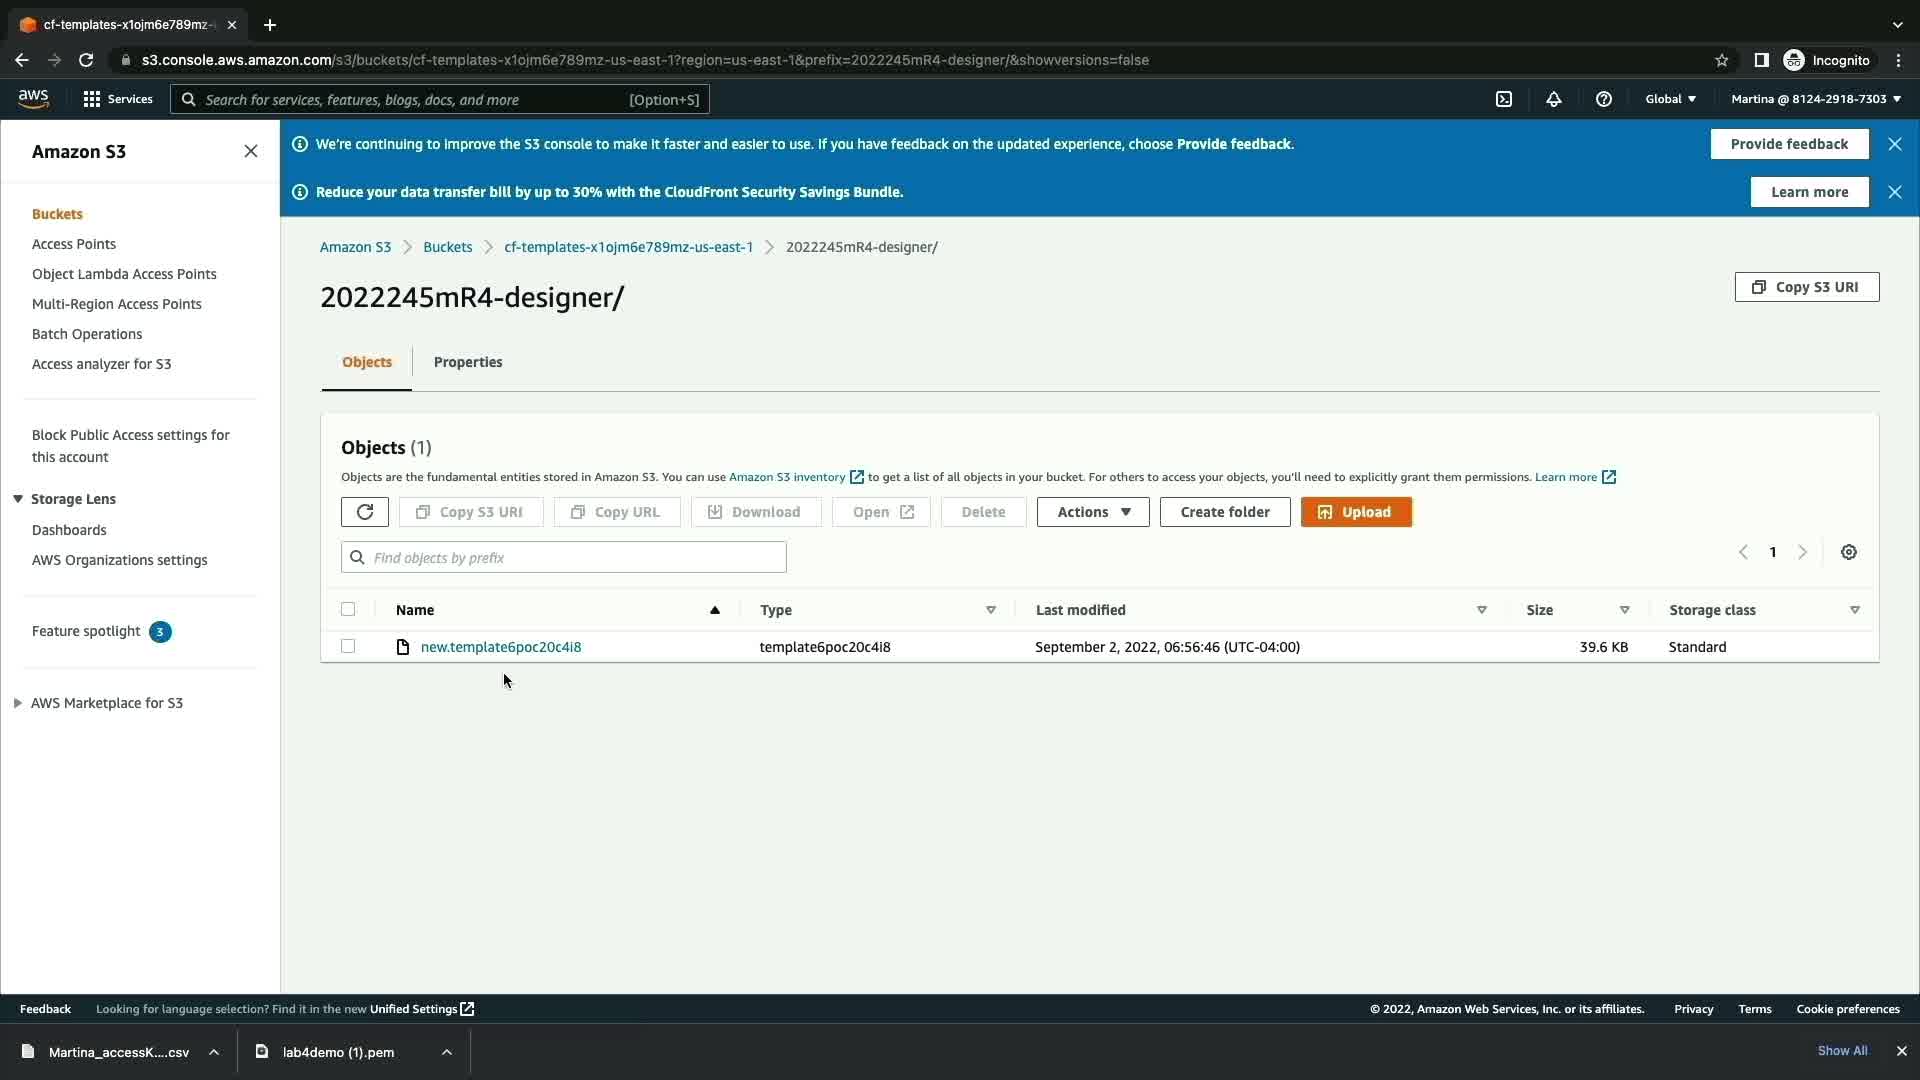 cf-templates-x1ojm6e789mz-
s3.console.aws.amazon.com/s3/buckets/cf-templates-x1ojm6e789mz-us-east-1?region=us-east-1&prefix=2022245mR4-designer/&showversions=false
Incognito
aws
Services
Search for services, features, blogs, docs, and more
[Option+S]
Global
Martina @ 8124-2918-7303
Amazon S3
Buckets
Access Points
Object Lambda Access Points
Multi-Region Access Points
Batch Operations
Access analyzer for S3
Block Public Access settings for
this account
Storage Lens
Dashboards
AWS Organizations settings
Feature spotlight 3
AWS Marketplace for S3
We're continuing to improve the S3 console to make it faster and easier to use. If you have feedback on the updated experience, choose Provide feedback.
Provide feedback
Reduce your data transfer bill by up to 30% with the CloudFront Security Savings Bundle.
Learn more
Amazon S3 > Buckets > cf-templates-x1ojm6e789mz-us-east-1 > 2022245mR4-designer/
2022245mR4-designer/
Copy S3 URI
Objects
Properties
Objects (1)
Objects are the fundamental entities stored in Amazon S3. You can use Amazon S3 inventory to get a list of all objects in your bucket. For others to access your objects, you'll need to explicitly grant them permissions. Learn more
Copy S3 URI
Copy URL
Download
Open
Delete
Actions
Create folder
Upload
Find objects by prefix
1
Name Type Last modified Size Storage class
new.template6poc20c4i8 template6poc20c4i8 September 2, 2022, 06:56:46 (UTC-04:00) 39.6 KB Standard
Feedback
Looking for language selection? Find it in the new Unified Settings
© 2022, Amazon Web Services, Inc. or its affiliates.
Privacy
Terms
Cookie preferences
Martina_accessK....csv
lab4demo (1).pem
Show All